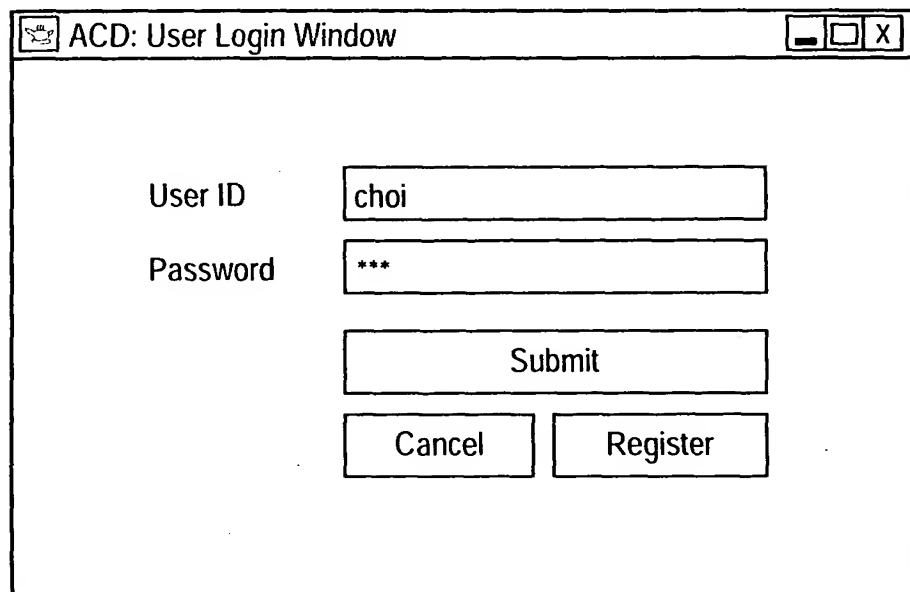 ACD: User Login Window X
User ID choi
Password ***
Submit
Cancel Register